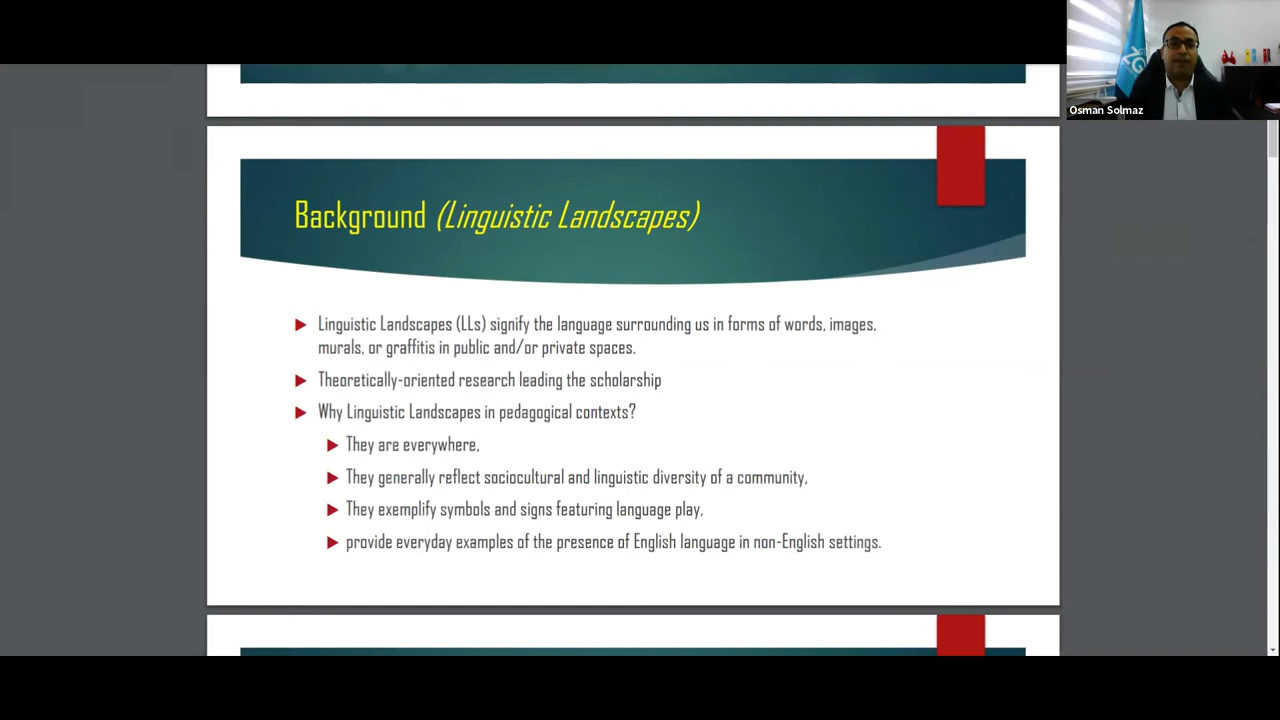 Osman Solmaz
Background (Linguistic Landscapes)
Linguistic Landscapes (LLs) signify the language surrounding us in forms of words, images,
murals, or graffitis in public and/or private spaces.
Theoretically-oriented research leading the scholarship
Why Linguistic Landscapes in pedagogical contexts?
They are everywhere,
They generally reflect sociocultural and linguistic diversity of a community,
They exemplify symbols and signs featuring language play,
provide everyday examples of the presence of English language in non-English settings.